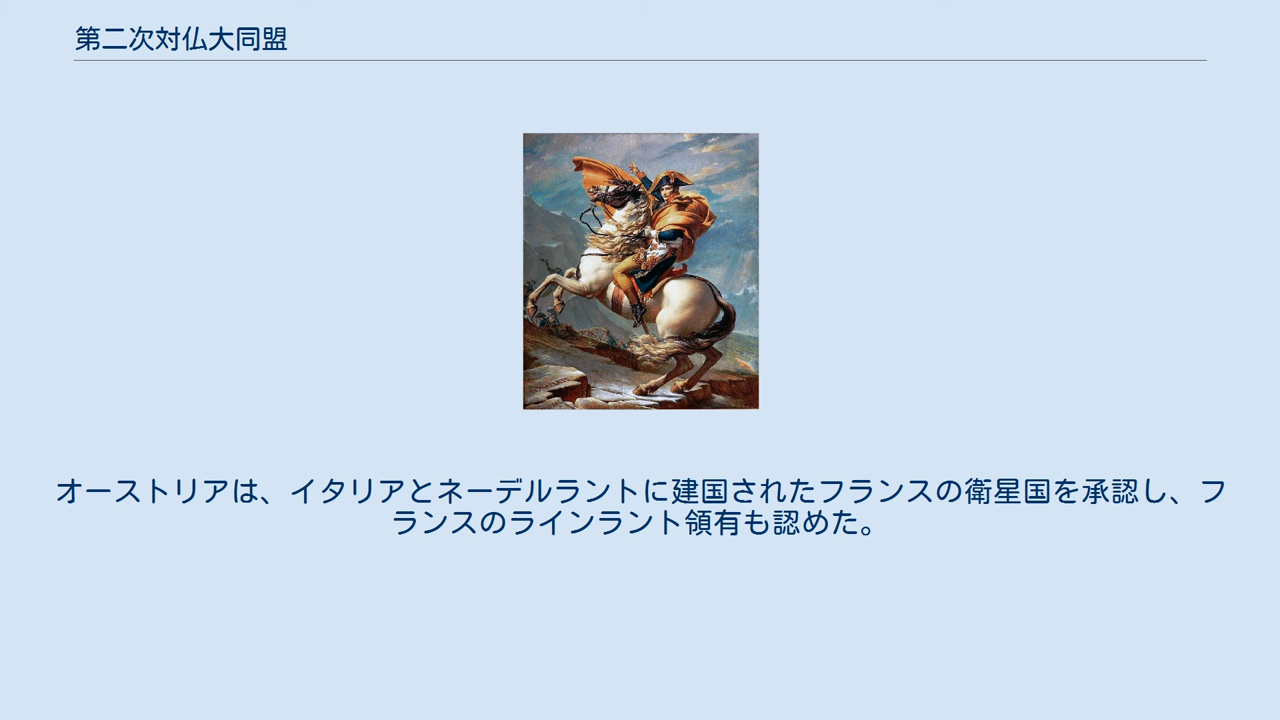 第二次対仏大同盟
オーストリアは、イタリアとネーデルラントに建国されたフランスの衛星国を承認し、フ
ランスのラインラント領有も認めた。